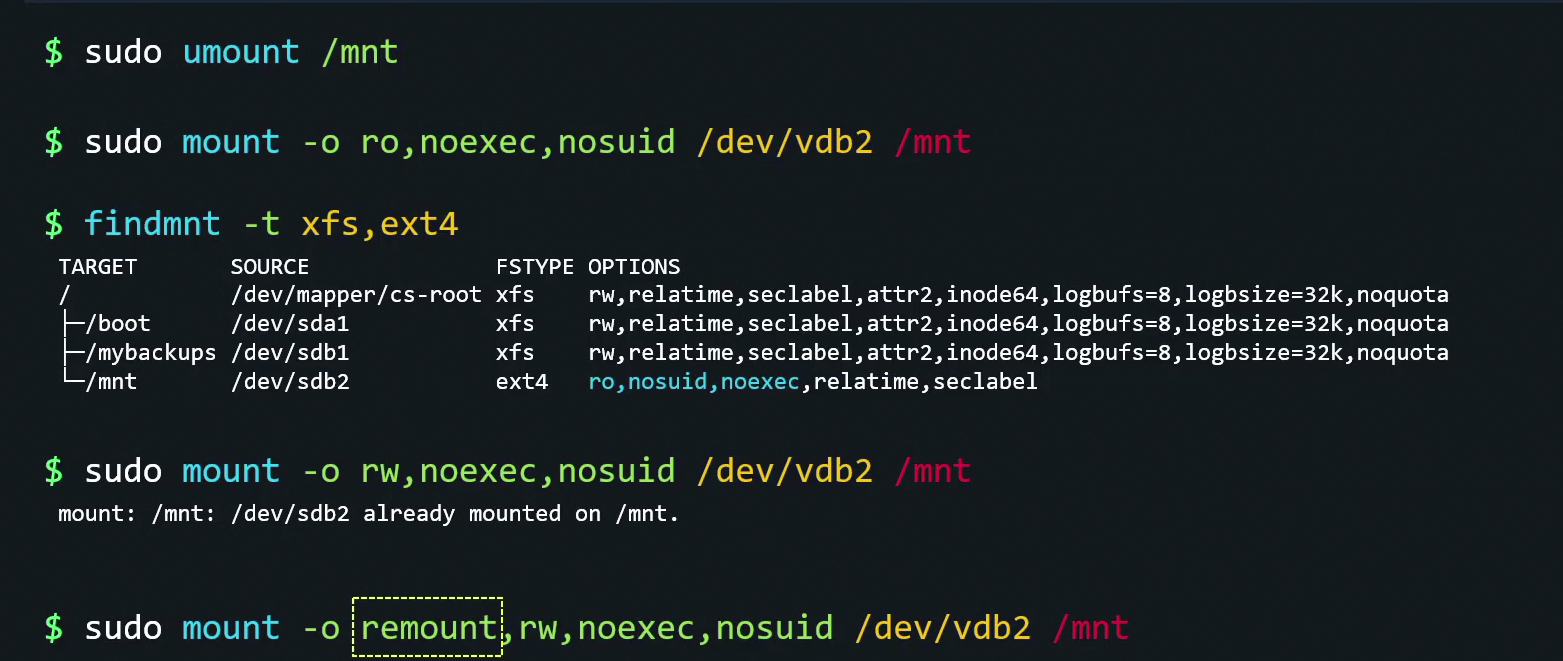 $ sudo umount /mnt
$ sudo mount -o ro,noexec,nosuid /dev/vdb2 /mnt
$ findmnt -t xfs,ext4
TARGET       SOURCE              FSTYPE OPTIONS
/            /dev/mapper/cs-root xfs    rw,relatime,seclabel,attr2,inode64,logbufs=8,logbsize=32k,noquota
├─/boot      /dev/sda1           xfs    rw,relatime,seclabel,attr2,inode64,logbufs=8,logbsize=32k,noquota
├─/mybackups /dev/sdb1           xfs    rw,relatime,seclabel,attr2,inode64,logbufs=8,logbsize=32k,noquota
└─/mnt       /dev/sdb2           ext4   ro,nosuid,noexec,relatime,seclabel
$ sudo mount -o rw,noexec,nosuid /dev/vdb2 /mnt
mount: /mnt: /dev/sdb2 already mounted on /mnt.
$ sudo mount -o remount,rw,noexec,nosuid /dev/vdb2 /mnt